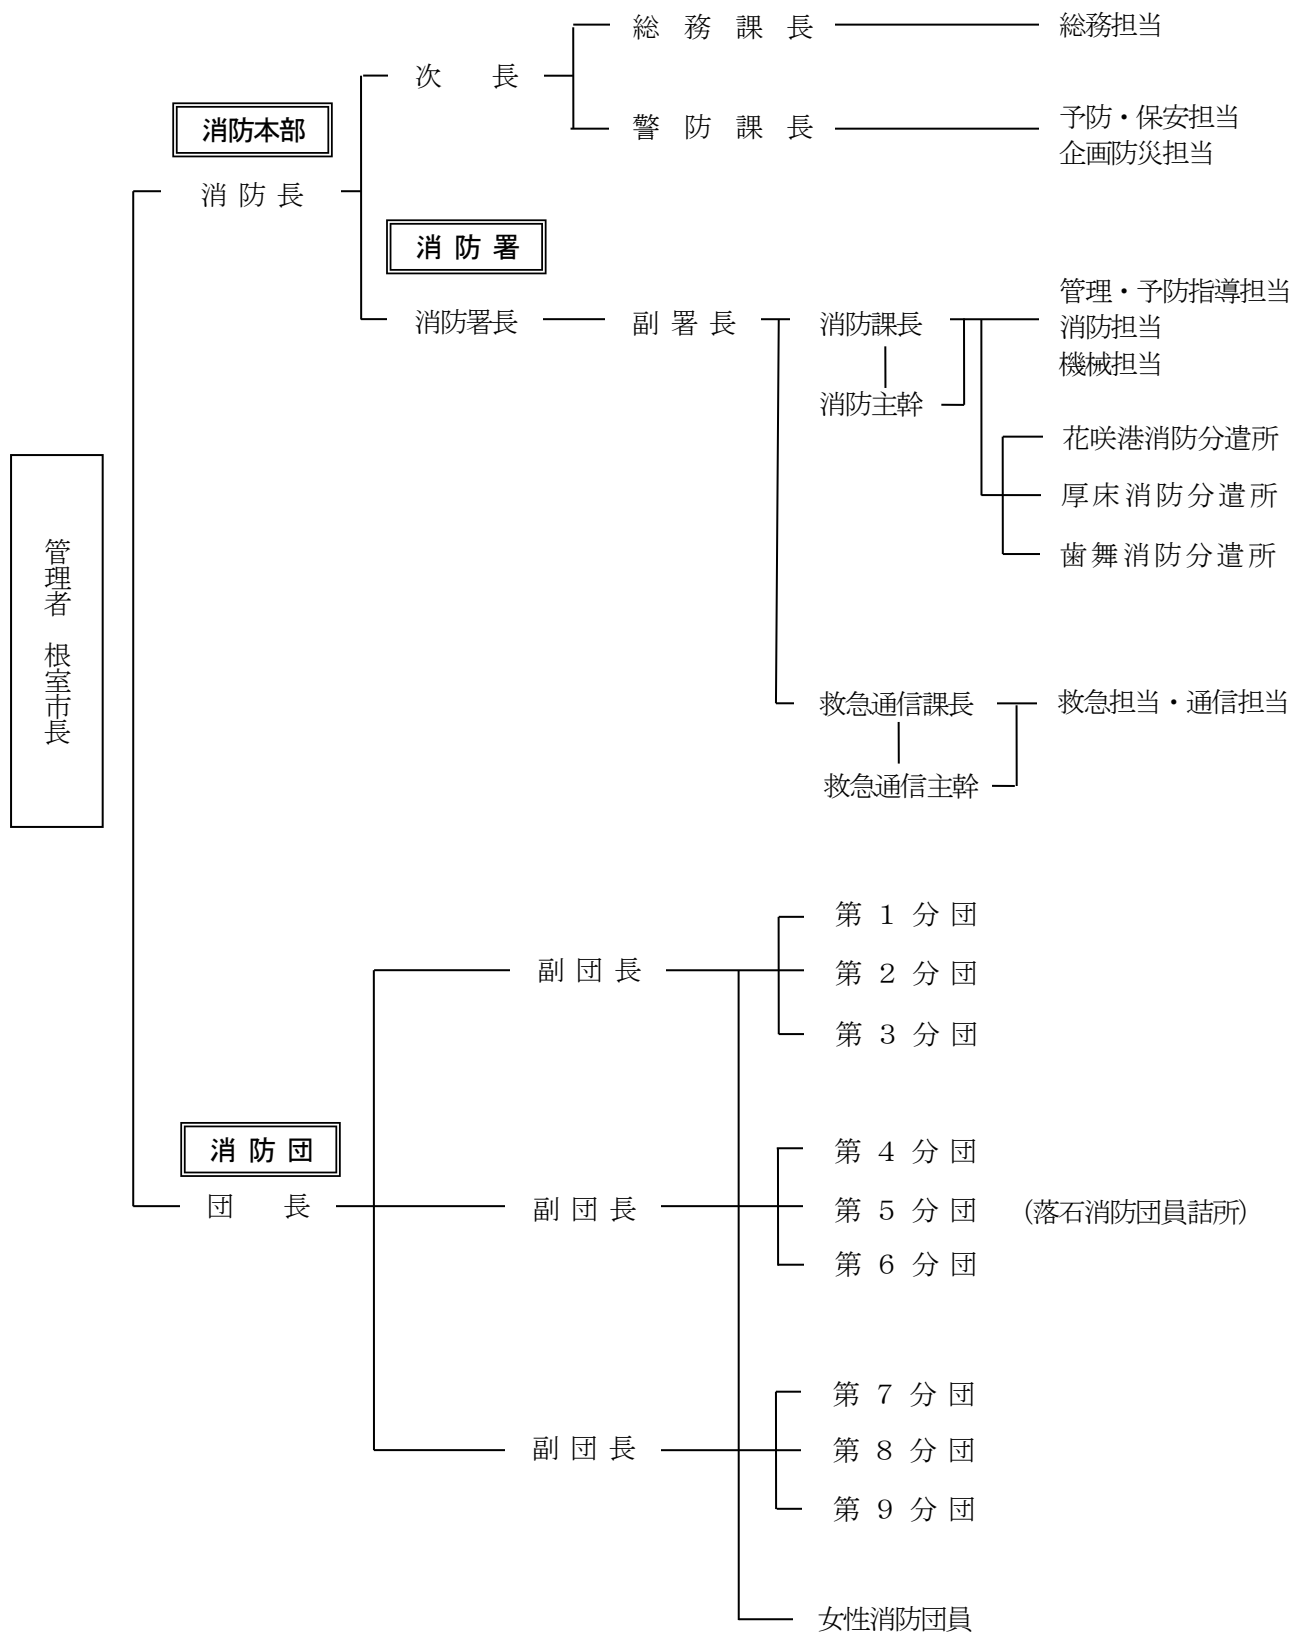 総務課長
総務担当
次長
消防本部
警防課長
予防・保安担当
企画防災担当
消防長
消防署
管理・予防指導担当
消防署長
副署長
消防課長
消防担当
機械担当
消防主幹
花咲港消防分遣所
厚床消防分遣所
歯舞消防分遣所
管理者 根室市長
救急通信課長
救急担当・通信担当
救急通信主幹
第1分団
副団長
第2分団
第3分団
消防団
第4分団
団長
副団長
第5分団
(落石消防団員詰所)
第6分団
第7分団
副団長
第8分団
第9分団
女性消防団員